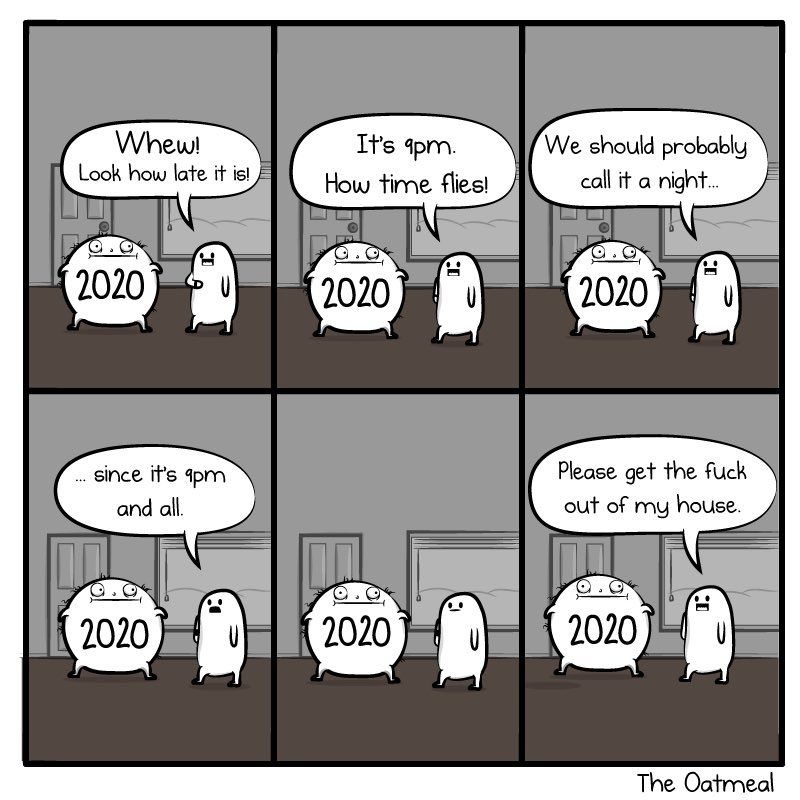 Whew!
Look how late it is!
2020
It's 9pm.
How time flies!
2020
We should probably
call it a night...
2020
... since it's 9pm
and all.
2020
2020
Please get the fuck
out of my house.
2020
The Oatmeal